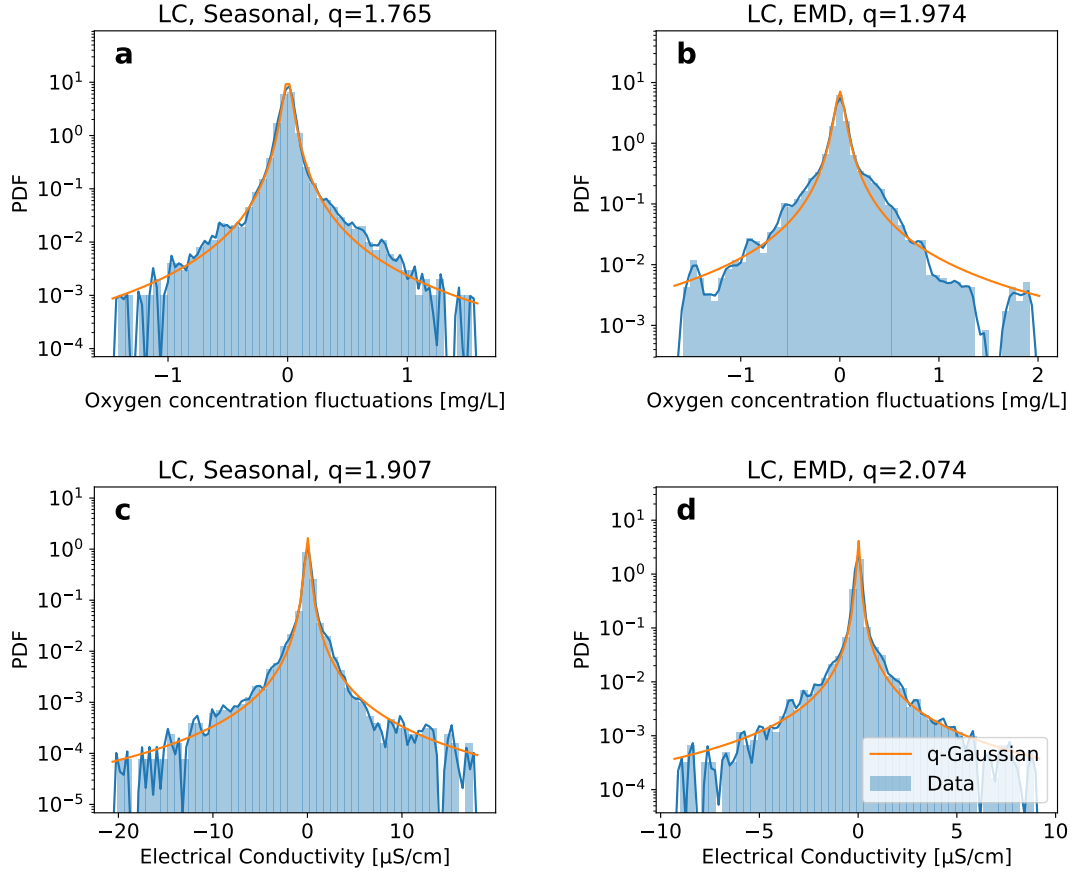 LC, Seasonal, q=1.765
a
PDF
10^1
10^0
10^−1
10^−2
10^−3
10^−4
−1 0 1
Oxygen concentration fluctuations [mg/L]
LC, EMD, q=1.974
b
PDF
10^1
10^0
10^−1
10^−2
10^−3
−1 0 1 2
Oxygen concentration fluctuations [mg/L]
LC, Seasonal, q=1.907
c
PDF
10^1
10^0
10^−1
10^−2
10^−3
10^−4
10^−5
−20 −10 0 10
Electrical Conductivity [µS/cm]
LC, EMD, q=2.074
d
PDF
10^1
10^0
10^−1
10^−2
10^−3
10^−4
q-Gaussian
Data
−10 −5 0 5 10
Electrical Conductivity [µS/cm]